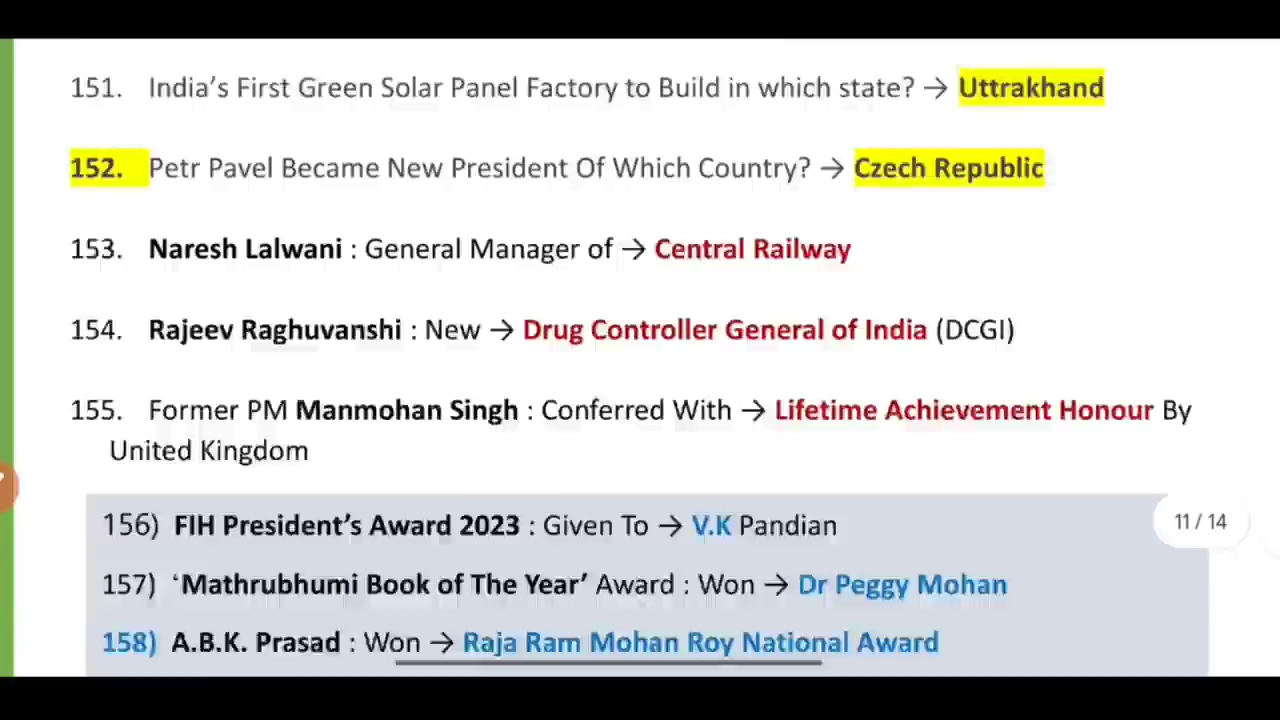 151. India's First Green Solar Panel Factory to Build in which state? → Uttrakhand
152. Petr Pavel Became New President Of Which Country? → Czech Republic
153. Naresh Lalwani : General Manager of → Central Railway
154. Rajeev Raghuvanshi : New → Drug Controller General of India (DCGI)
155. Former PM Manmohan Singh : Conferred With → Lifetime Achievement Honour By
United Kingdom
156) FIH President's Award 2023 : Given To → V.K Pandian
11 / 14
157) ‘Mathrubhumi Book of The Year’ Award : Won → Dr Peggy Mohan
158) A.B.K. Prasad : Won → Raja Ram Mohan Roy National Award